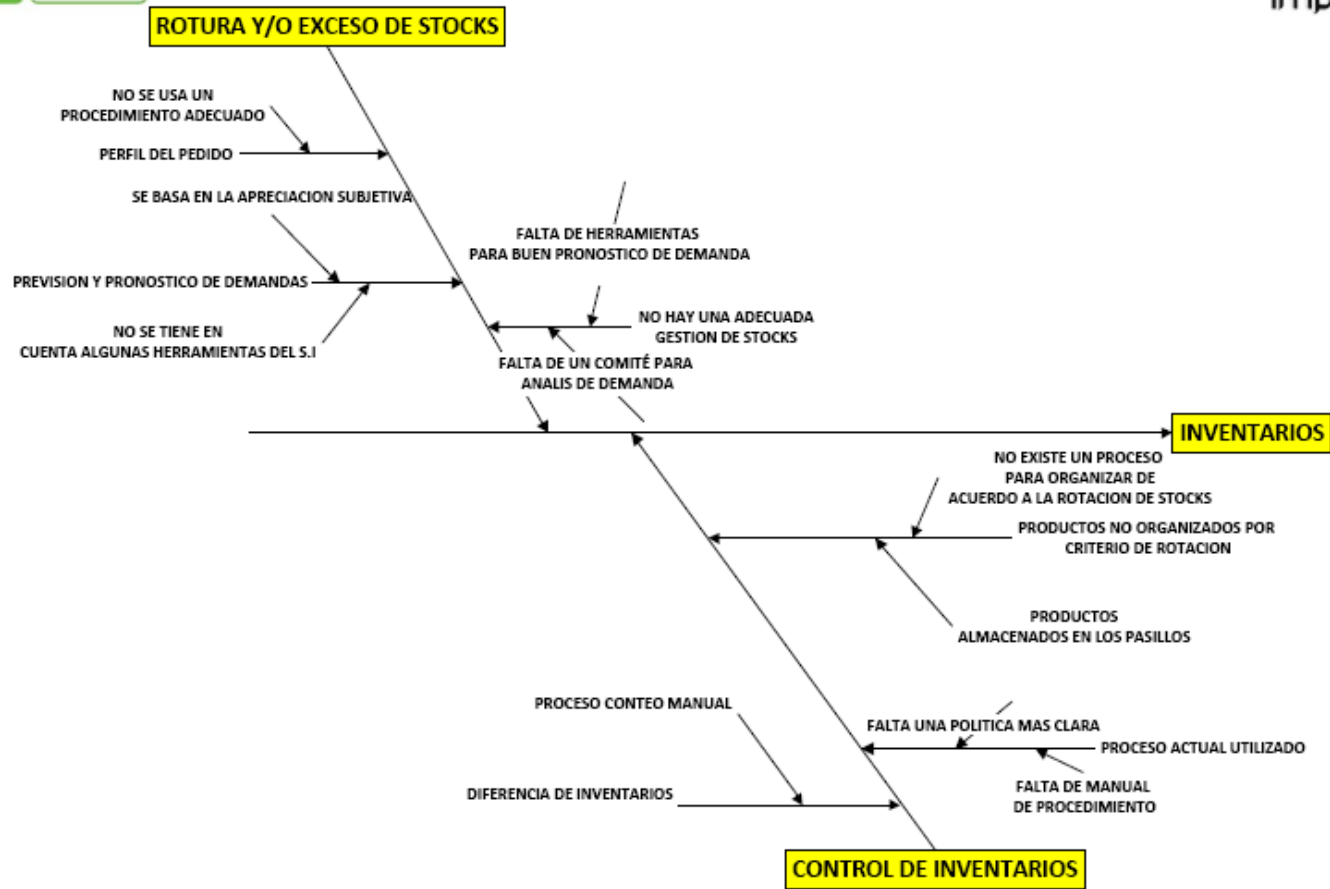 ROTURA Y/O EXCESO DE STOCKS
NO SE USA UN
PROCEDIMIENTO ADECUADO
PERFIL DEL PEDIDO
SE BASA EN LA APRECIACION SUBJETIVA
FALTA DE HERRAMIENTAS
PARA BUEN PRONOSTICO DE DEMANDA
PREVISION Y PRONOSTICO DE DEMANDAS
NO SE TIENE EN
CUENTA ALGUNAS HERRAMIENTAS DEL S.I
NO HAY UNA ADECUADA
GESTION DE STOCKS
FALTA DE UN COMITÉ PARA
ANALIS DE DEMANDA
INVENTARIOS
NO EXISTE UN PROCESO
PARA ORGANIZAR DE
ACUERDO A LA ROTACION DE STOCKS
PRODUCTOS NO ORGANIZADOS POR
CRITERIO DE ROTACION
PRODUCTOS
ALMACENADOS EN LOS PASILLOS
PROCESO CONTEO MANUAL
FALTA UNA POLITICA MAS CLARA
PROCESO ACTUAL UTILIZADO
DIFERENCIA DE INVENTARIOS
FALTA DE MANUAL
DE PROCEDIMIENTO
CONTROL DE INVENTARIOS